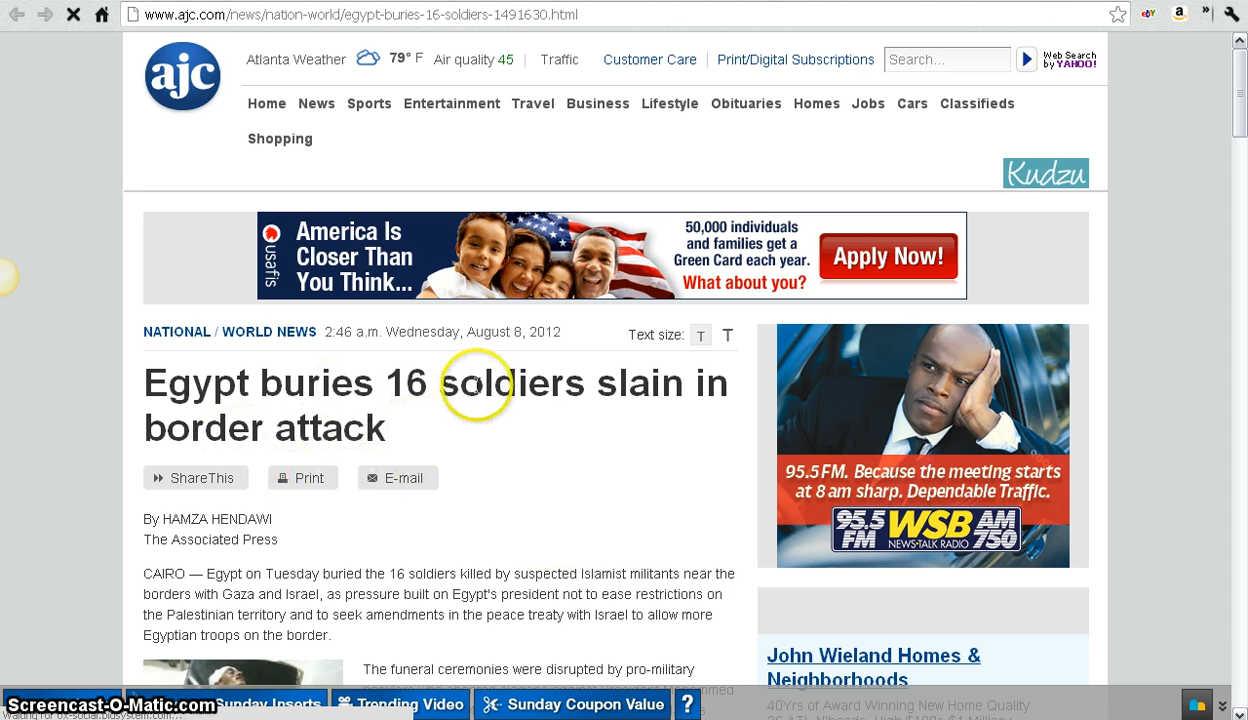 www.ajc.com/news/nation-world/egypt-buries-16-soldiers-1491630.html
ajc
Atlanta Weather 79° F Air quality 45 Traffic Customer Care Print/Digital Subscriptions Search... Web Search by YAHOO!
Home News Sports Entertainment Travel Business Lifestyle Obituaries Homes Jobs Cars Classifieds
Shopping
Kudzu
usafis
America Is
Closer Than
You Think...
50,000 individuals
and families get a
Green Card each year.
What about you?
Apply Now!
NATIONAL / WORLD NEWS 2:46 a.m. Wednesday, August 8, 2012 Text size: T T
Egypt buries 16 soldiers slain in
border attack
ShareThis Print E-mail
By HAMZA HENDAWI
The Associated Press
CAIRO — Egypt on Tuesday buried the 16 soldiers killed by suspected Islamist militants near the
borders with Gaza and Israel, as pressure built on Egypt's president not to ease restrictions on
the Palestinian territory and to seek amendments in the peace treaty with Israel to allow more
Egyptian troops on the border.
The funeral ceremonies were disrupted by pro-military
95.5FM. Because the meeting starts
at 8 am sharp. Dependable Traffic.
95.5 FM WSB AM 750
NEWS•TALK RADIO
John Wieland Homes &
Neighborhoods
40Yrs of Award Winning New Home Quality
Screencast-O-Matic.com
Sunday Inserts Trending Video Sunday Coupon Value ?